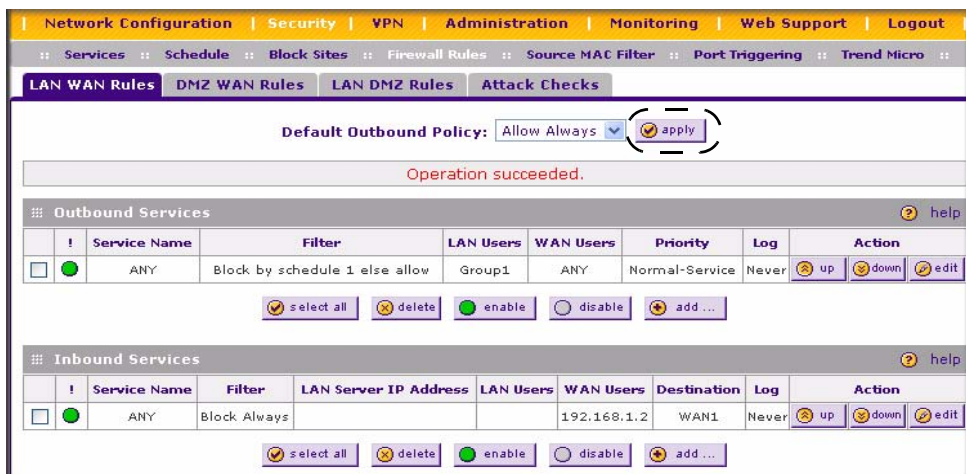 Network Configuration | Security | VPN | Administration | Monitoring | Web Support | Logout
:: Services :: Schedule :: Block Sites :: Firewall Rules :: Source MAC Filter :: Port Triggering :: Trend Micro ::
LAN WAN Rules DMZ WAN Rules LAN DMZ Rules Attack Checks
Default Outbound Policy: Allow Always apply
Operation succeeded.
Outbound Services help
! Service Name Filter LAN Users WAN Users Priority Log Action
ANY Block by schedule 1 else allow Group1 ANY Normal-Service Never up down edit
select all delete enable disable add ...
Inbound Services help
! Service Name Filter LAN Server IP Address LAN Users WAN Users Destination Log Action
ANY Block Always 192.168.1.2 WAN1 Never up down edit
select all delete enable disable add ...